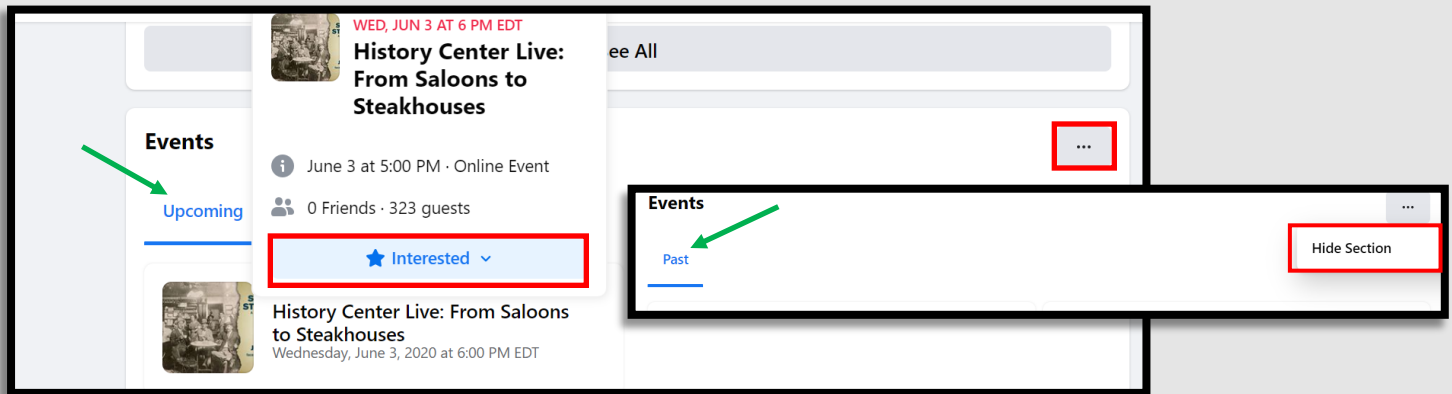 WED, JUN 3 AT 6 PM EDT
History Center Live:
From Saloons to
Steakhouses
ee All
Events
...
June 3 at 5:00 PM · Online Event
Upcoming
0 Friends · 323 guests
Interested
History Center Live: From Saloons
to Steakhouses
Wednesday, June 3, 2020 at 6:00 PM EDT
Events
...
Past
Hide Section